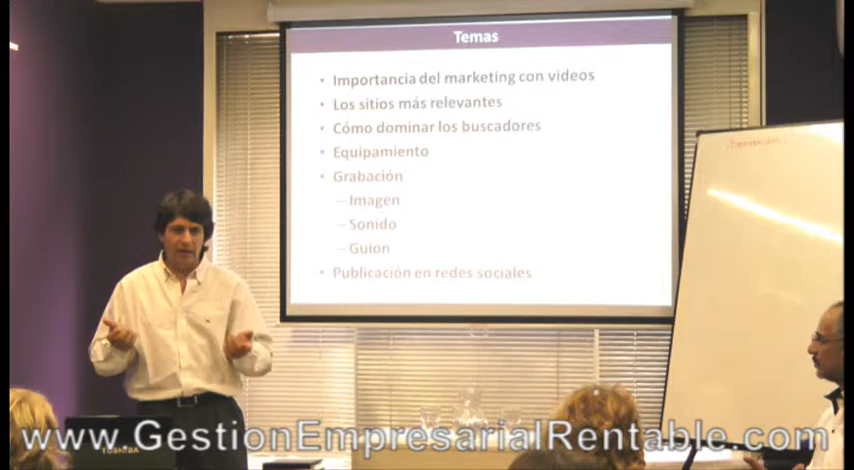 Temas
• Importancia del marketing con videos
• Los sitios más relevantes
• Cómo dominar los buscadores
• Equipamiento
• Grabación
– Imagen
– Sonido
– Guion
• Publicación en redes sociales
www.GestionEmpresarialRentable.com
TOSHIBA